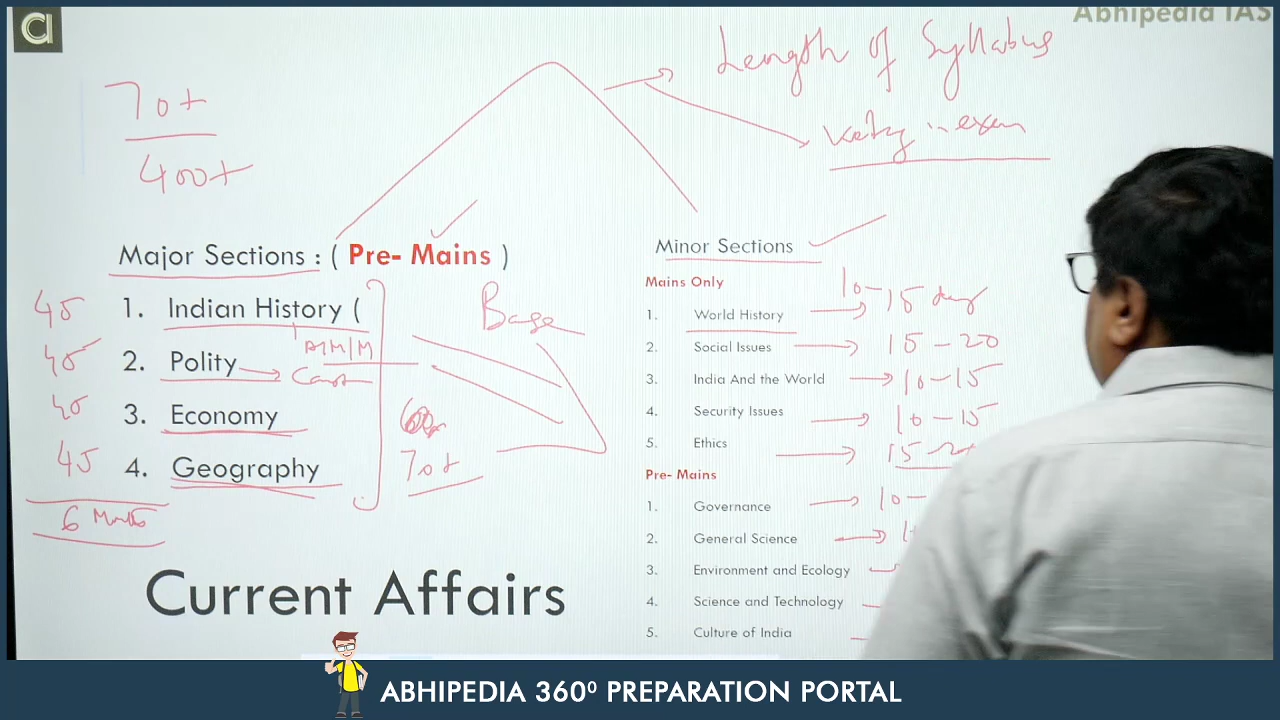 Abhipedia IAS
Length of Syllabus
70+
400+
in exam
Major Sections : ( Pre- Mains )
45 1. Indian History (
A/M/M
45 2. Polity
40 3. Economy
45 4. Geography
6 Months
Base
70+
Minor Sections
Mains Only
1. World History 10-15 days
2. Social Issues 15-20
3. India And the World 10-15
4. Security Issues 10-15
5. Ethics 15-20
Pre- Mains
1. Governance 10-
2. General Science
3. Environment and Ecology
4. Science and Technology
5. Culture of India
Current Affairs
ABHIPEDIA 360⁰ PREPARATION PORTAL